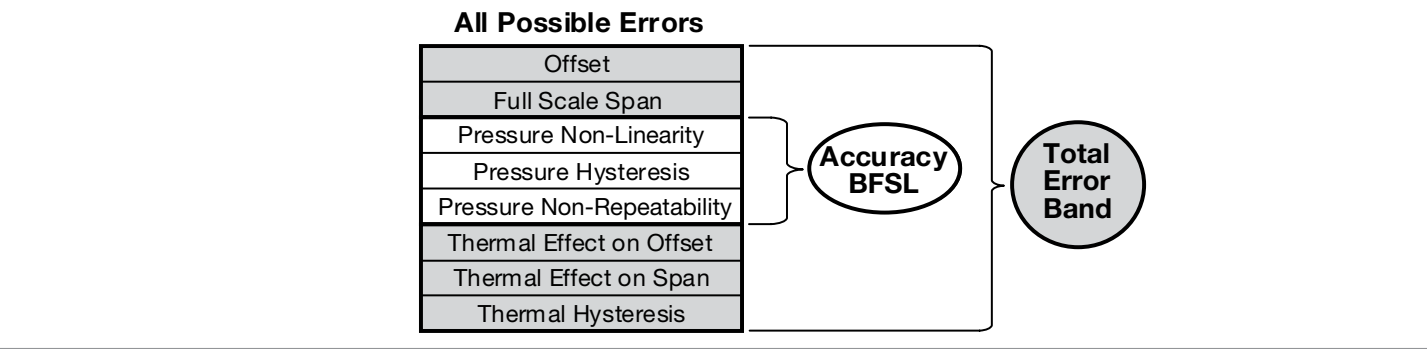 All Possible Errors
Offset
Full Scale Span
Pressure Non-Linearity
Pressure Hysteresis
Pressure Non-Repeatability
Thermal Effect on Offset
Thermal Effect on Span
Thermal Hysteresis
Accuracy
BFSL
Total
Error
Band